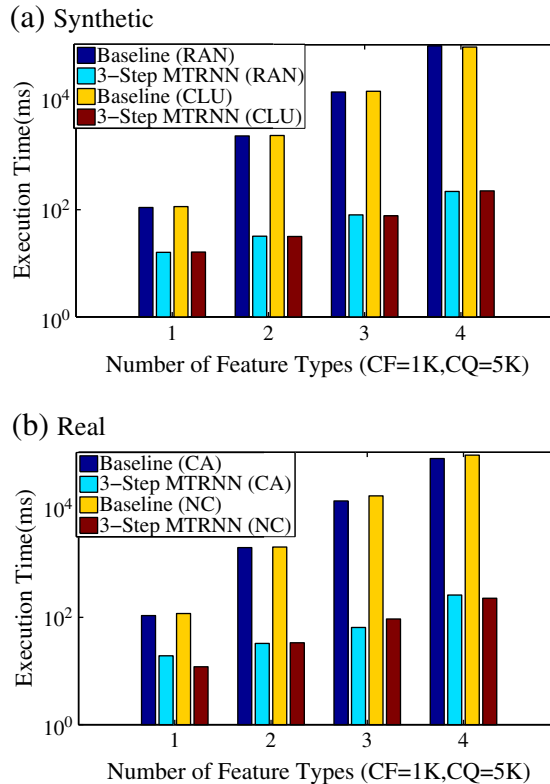 (a) Synthetic
Baseline (RAN)
3−Step MTRNN (RAN)
Baseline (CLU)
3−Step MTRNN (CLU)
Execution Time(ms)
10^4
10^2
10^0
1 2 3 4
Number of Feature Types (CF=1K,CQ=5K)
(b) Real
Baseline (CA)
3−Step MTRNN (CA)
Baseline (NC)
3−Step MTRNN (NC)
Execution Time(ms)
10^4
10^2
10^0
1 2 3 4
Number of Feature Types (CF=1K,CQ=5K)